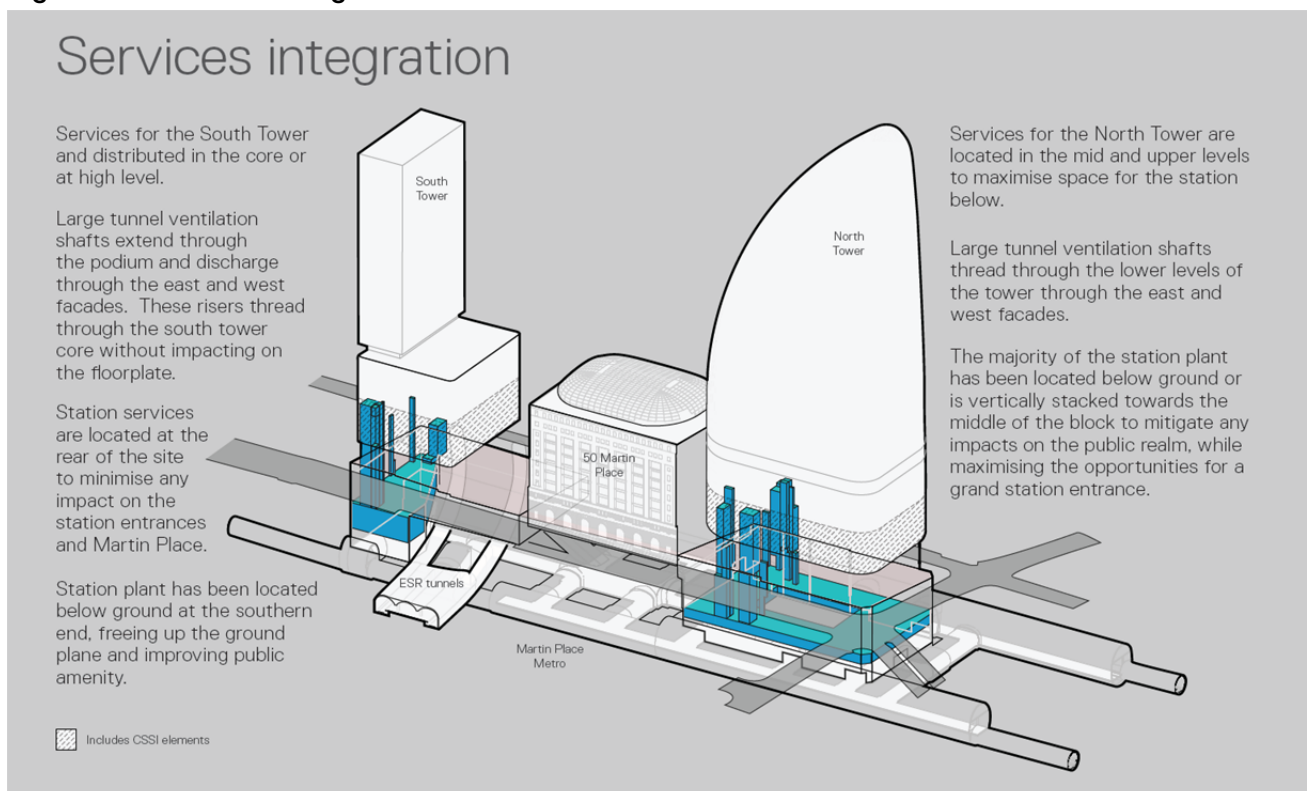 Services integration
Services for the South Tower
and distributed in the core or
at high level.
Large tunnel ventilation
shafts extend through
the podium and discharge
through the east and west
facades. These risers thread
through the south tower
core without impacting on
the floorplate.
Station services
are located at the
rear of the site
to minimise any
impact on the
station entrances
and Martin Place.
Station plant has been located
below ground at the southern
end, freeing up the ground
plane and improving public
amenity.
Includes CSSI elements
South
Tower
50 Martin
Place
North
Tower
ESR tunnels
Martin Place
Metro
Services for the North Tower are
located in the mid and upper levels
to maximise space for the station
below.
Large tunnel ventilation shafts
thread through the lower levels of
the tower through the east and
west facades.
The majority of the station plant
has been located below ground or
is vertically stacked towards the
middle of the block to mitigate any
impacts on the public realm, while
maximising the opportunities for a
grand station entrance.